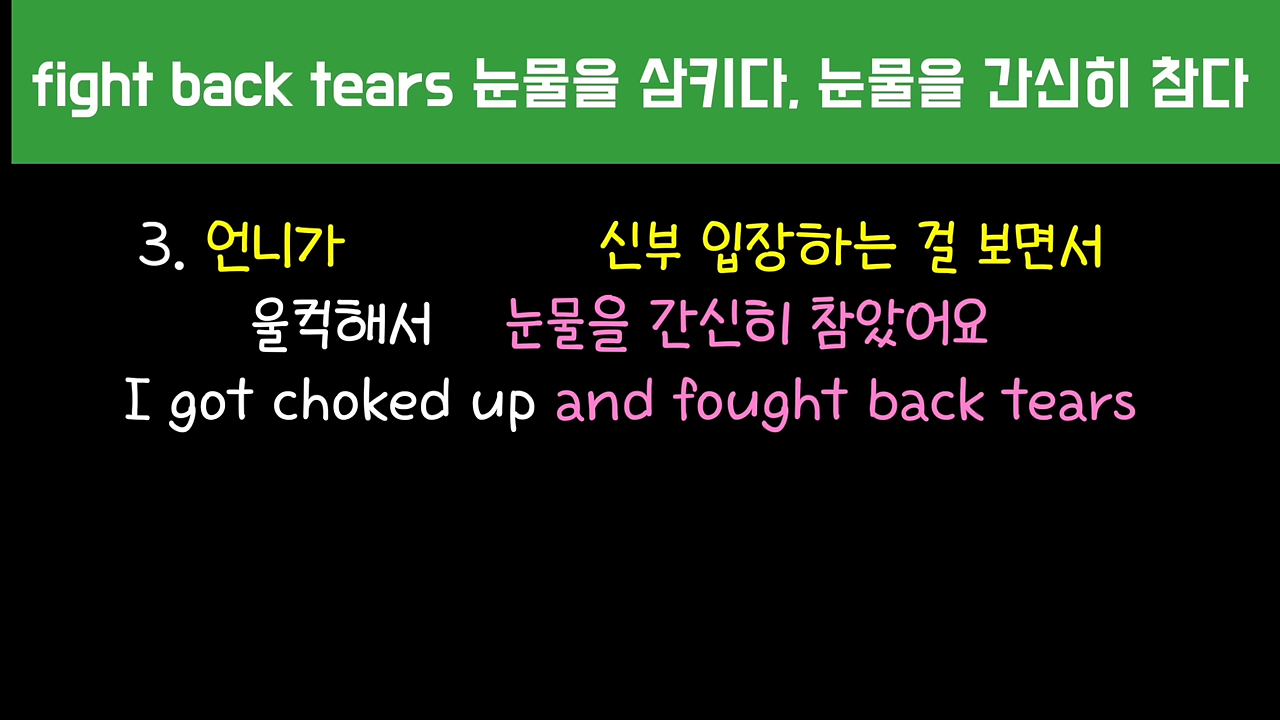 fight back tears 눈물을 삼키다, 눈물을 간신히 참다
3. 언니가 신부 입장하는 걸 보면서
울컥해서 눈물을 간신히 참았어요
I got choked up and fought back tears